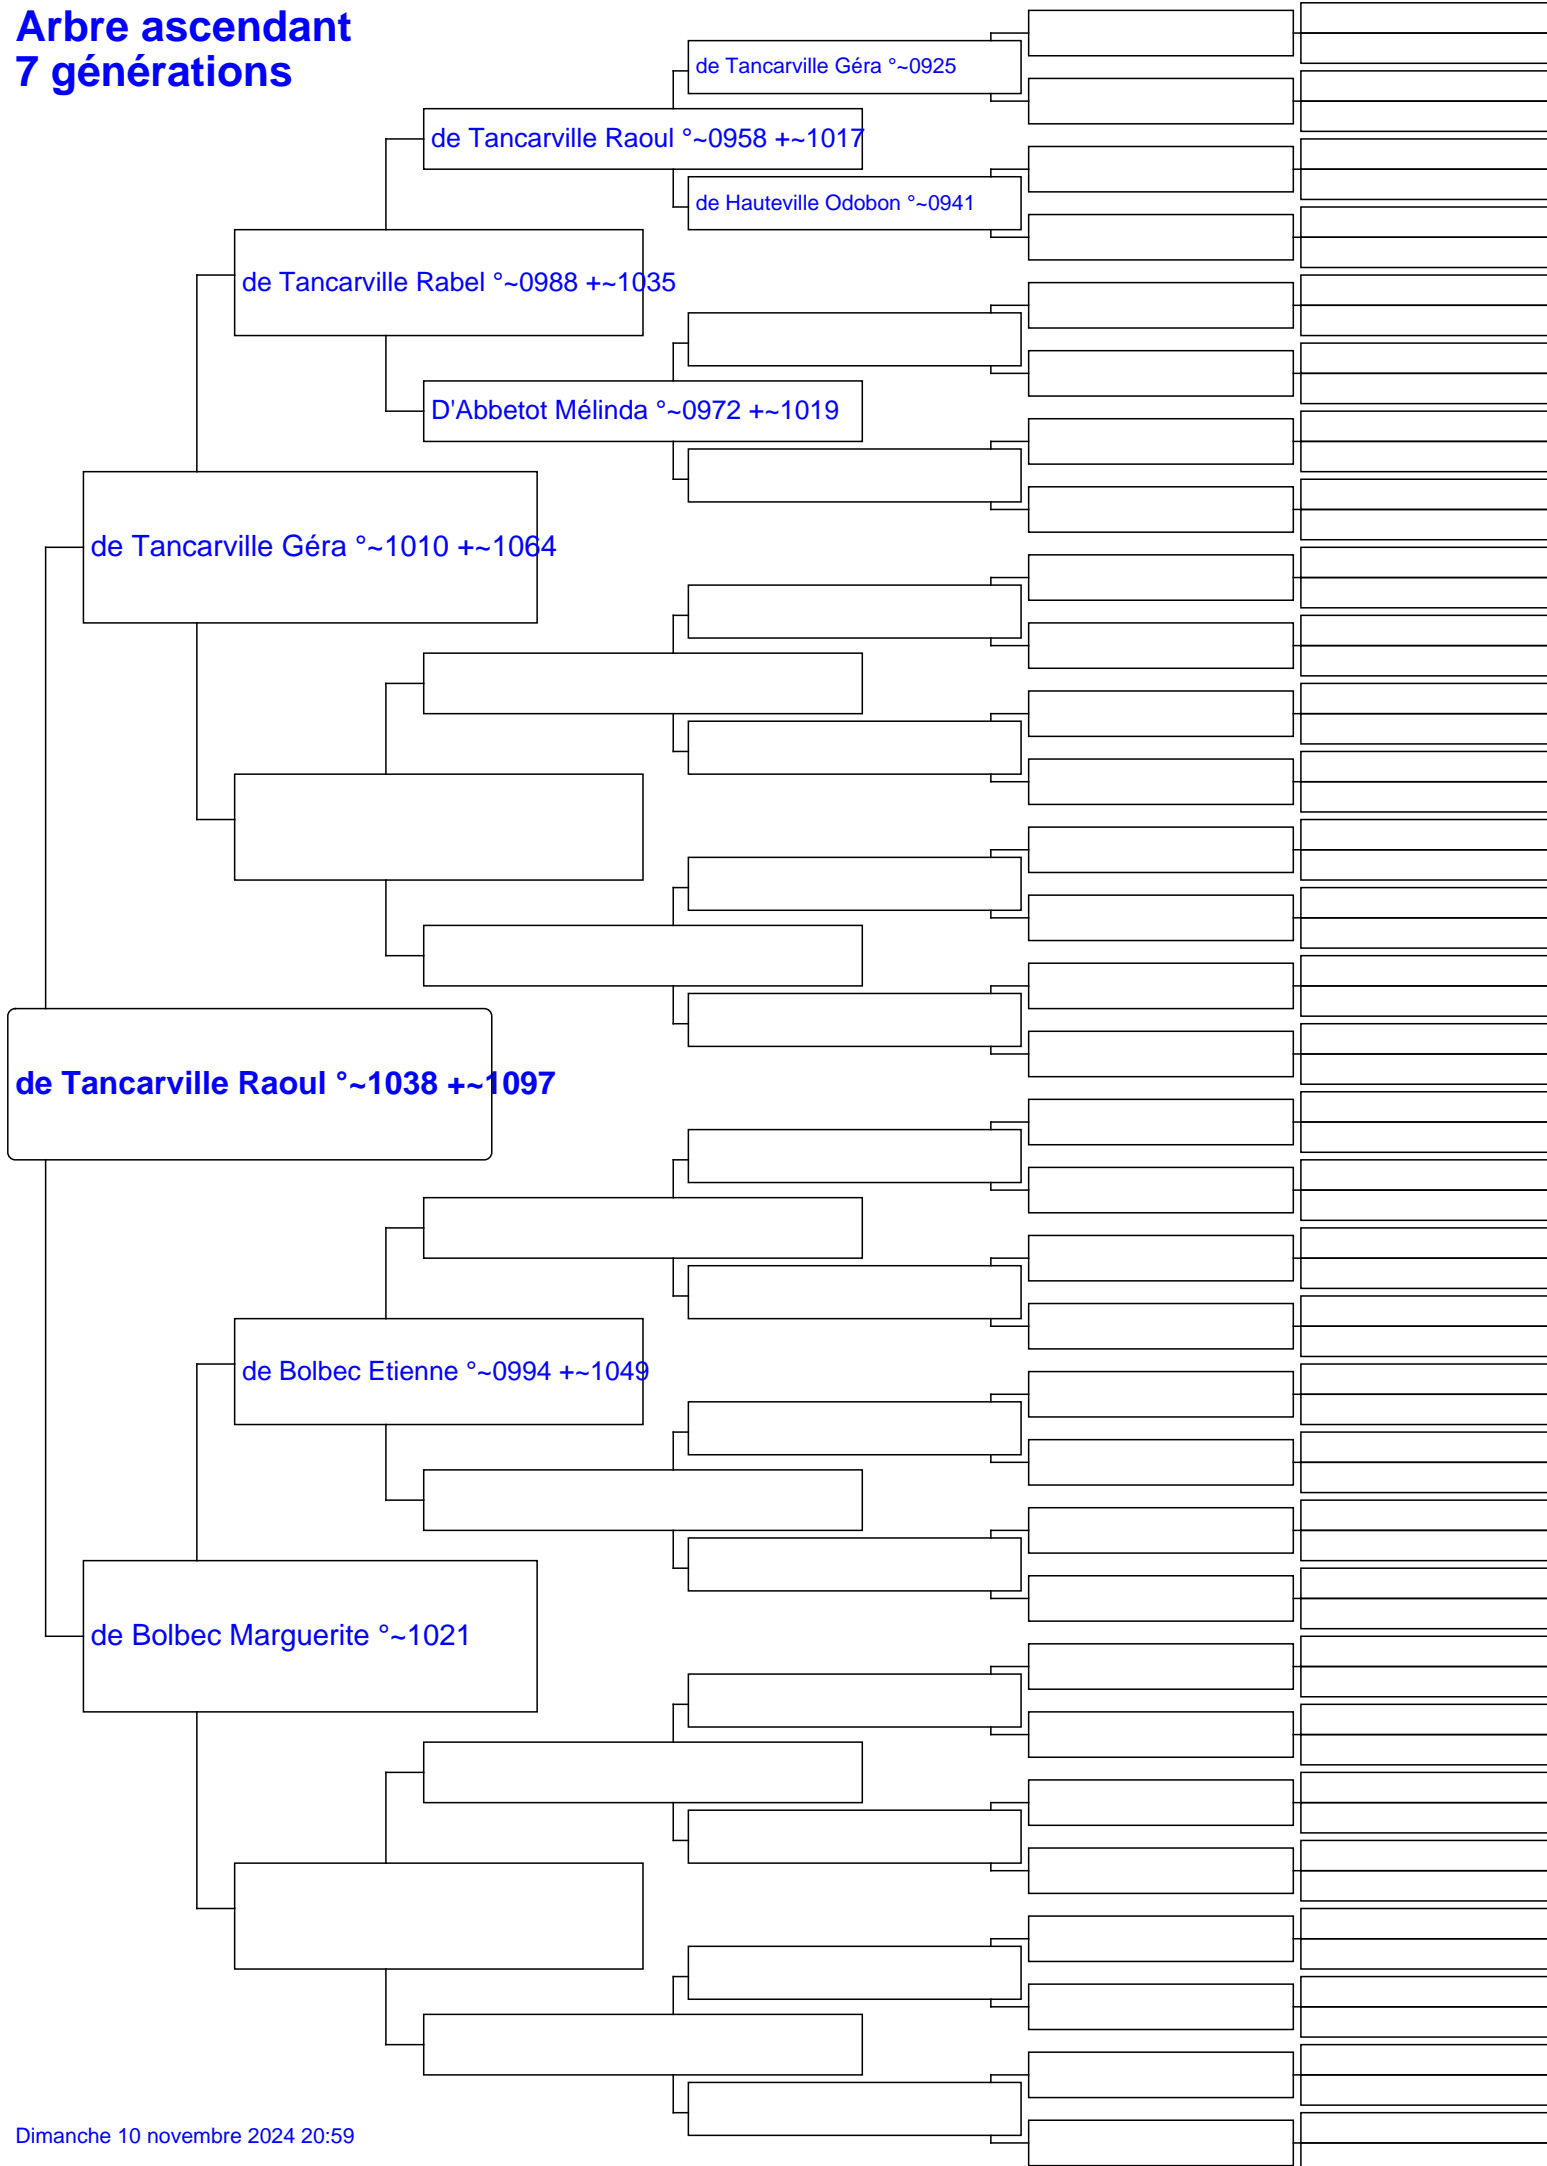 Arbre ascendant
7 générations
de Tancarville Géra °~0925
de Tancarville Raoul °~0958 +~1017
de Hauteville Odobon °~0941
de Tancarville Rabel °~0988 +~1035
D'Abbetot Mélinda °~0972 +~1019
de Tancarville Géra °~1010 +~1064
de Tancarville Raoul °~1038 +~1097
de Bolbec Etienne °~0994 +~1049
de Bolbec Marguerite °~1021
Dimanche 10 novembre 2024 20:59